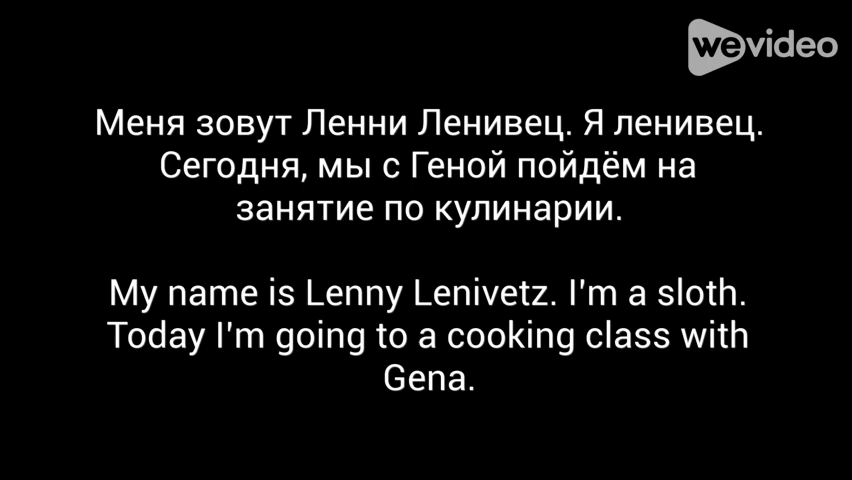 wevideo
Меня зовут Ленни Ленивец. Я ленивец.
Сегодня, мы с Геной пойдём на
занятие по кулинарии.
My name is Lenny Lenivetz. I'm a sloth.
Today I'm going to a cooking class with
Gena.